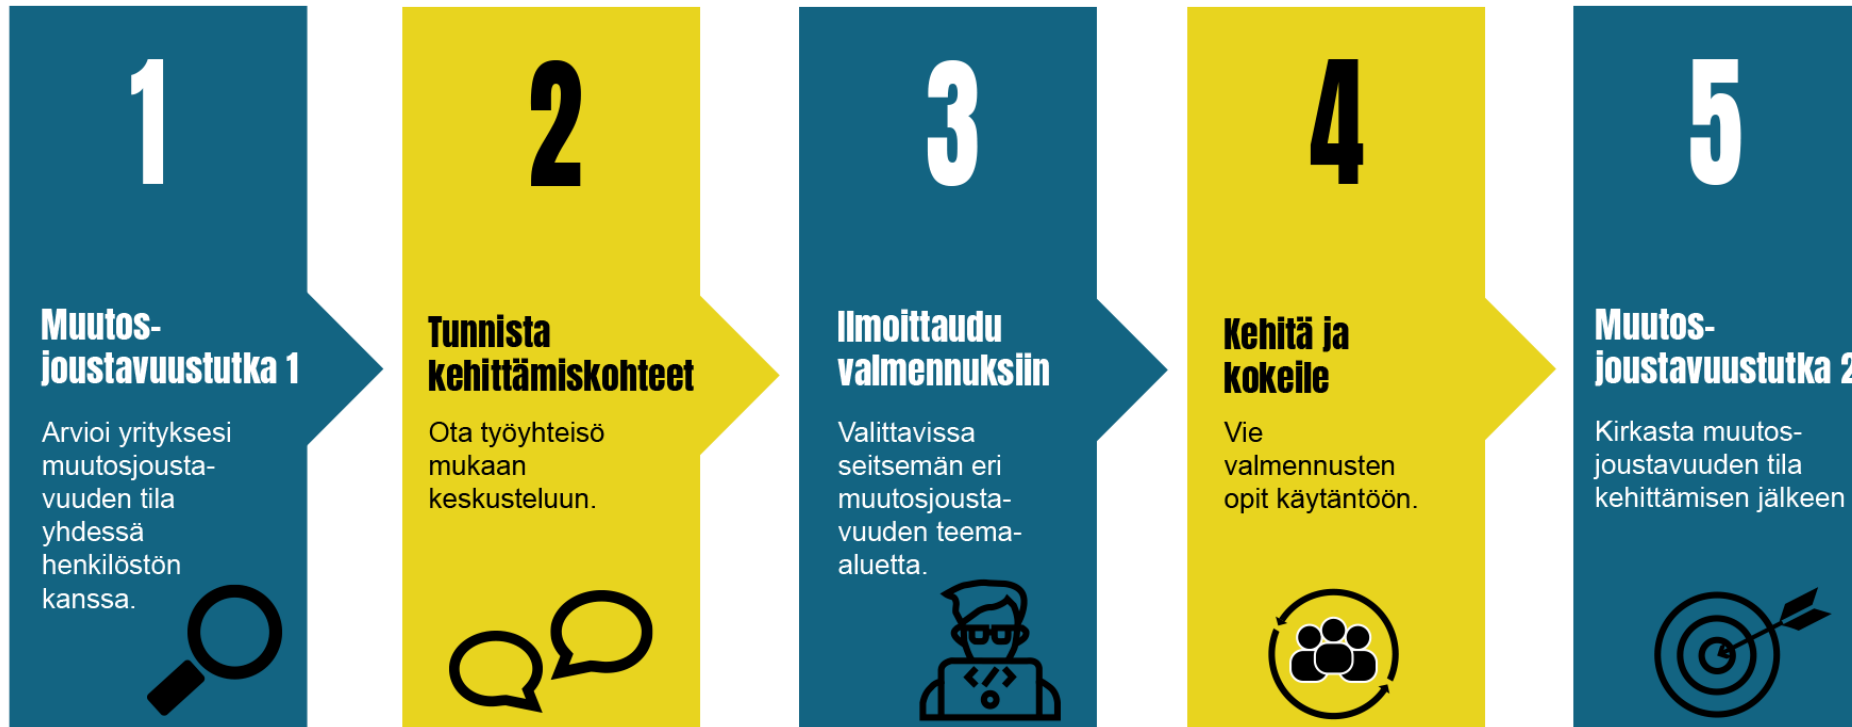 1
Muutos-
joustavuustutka 1
Arvioi yrityksesi
muutosjousta-
vuuden tila
yhdessä
henkilöstön
kanssa.
2
Tunnista
kehittämiskohteet
Ota työyhteisö
mukaan
keskusteluun.
3
Ilmoittaudu
valmennuksiin
Valittavissa
seitsemän eri
muutosjousta-
vuuden teema-
aluetta.
</>
4
Kehitä ja
kokeile
Vie
valmennusten
opit käytäntöön.
5
Muutos-
joustavuustutka 2
Kirkasta muutos-
joustavuuden tila
kehittämisen jälkeen